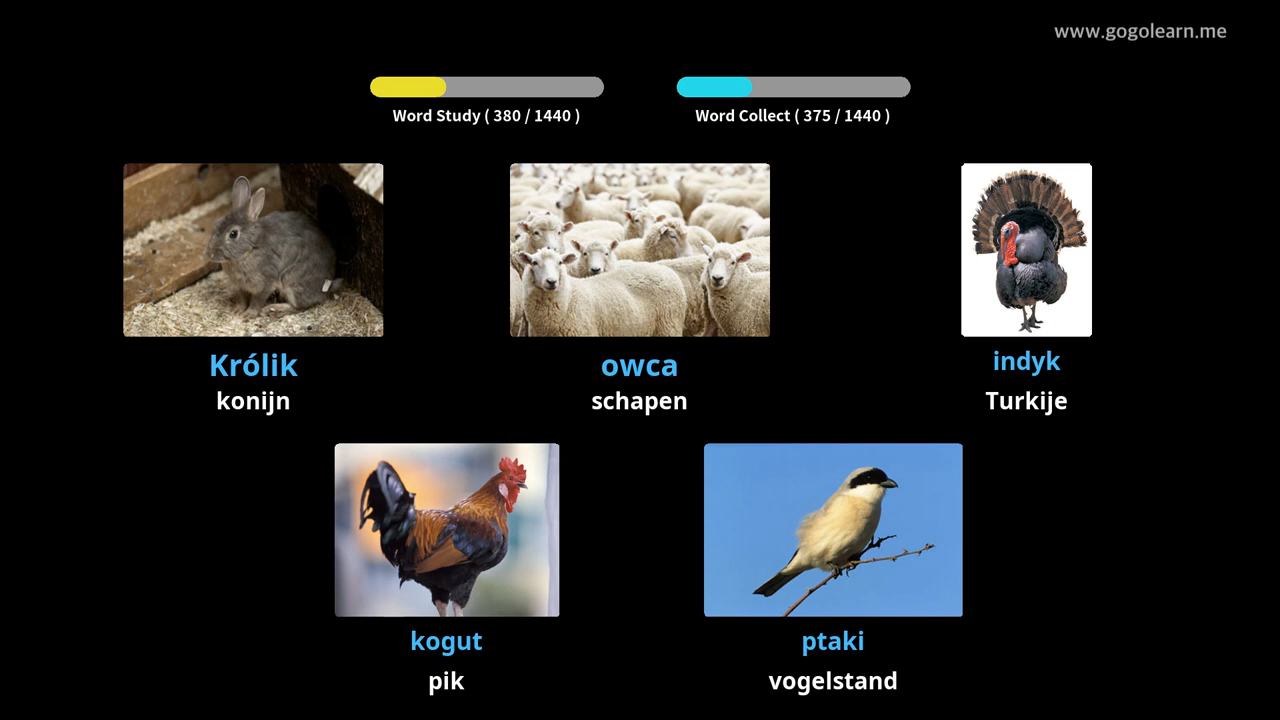 www.gogolearn.me
Word Study ( 380 / 1440 )
Word Collect ( 375 / 1440 )
Królik
konijn
owca
schapen
indyk
Turkije
kogut
pik
ptaki
vogelstand